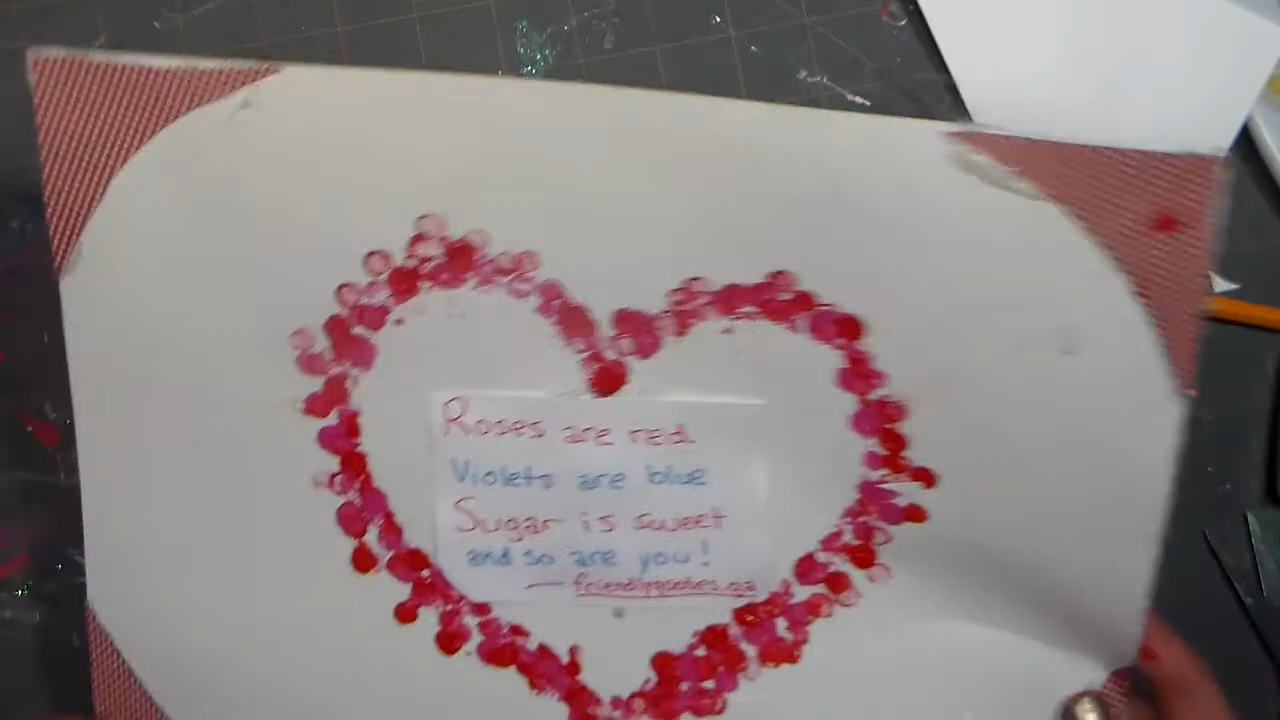 Roses are red
Violets are blue
Sugar is sweet
and so are you!